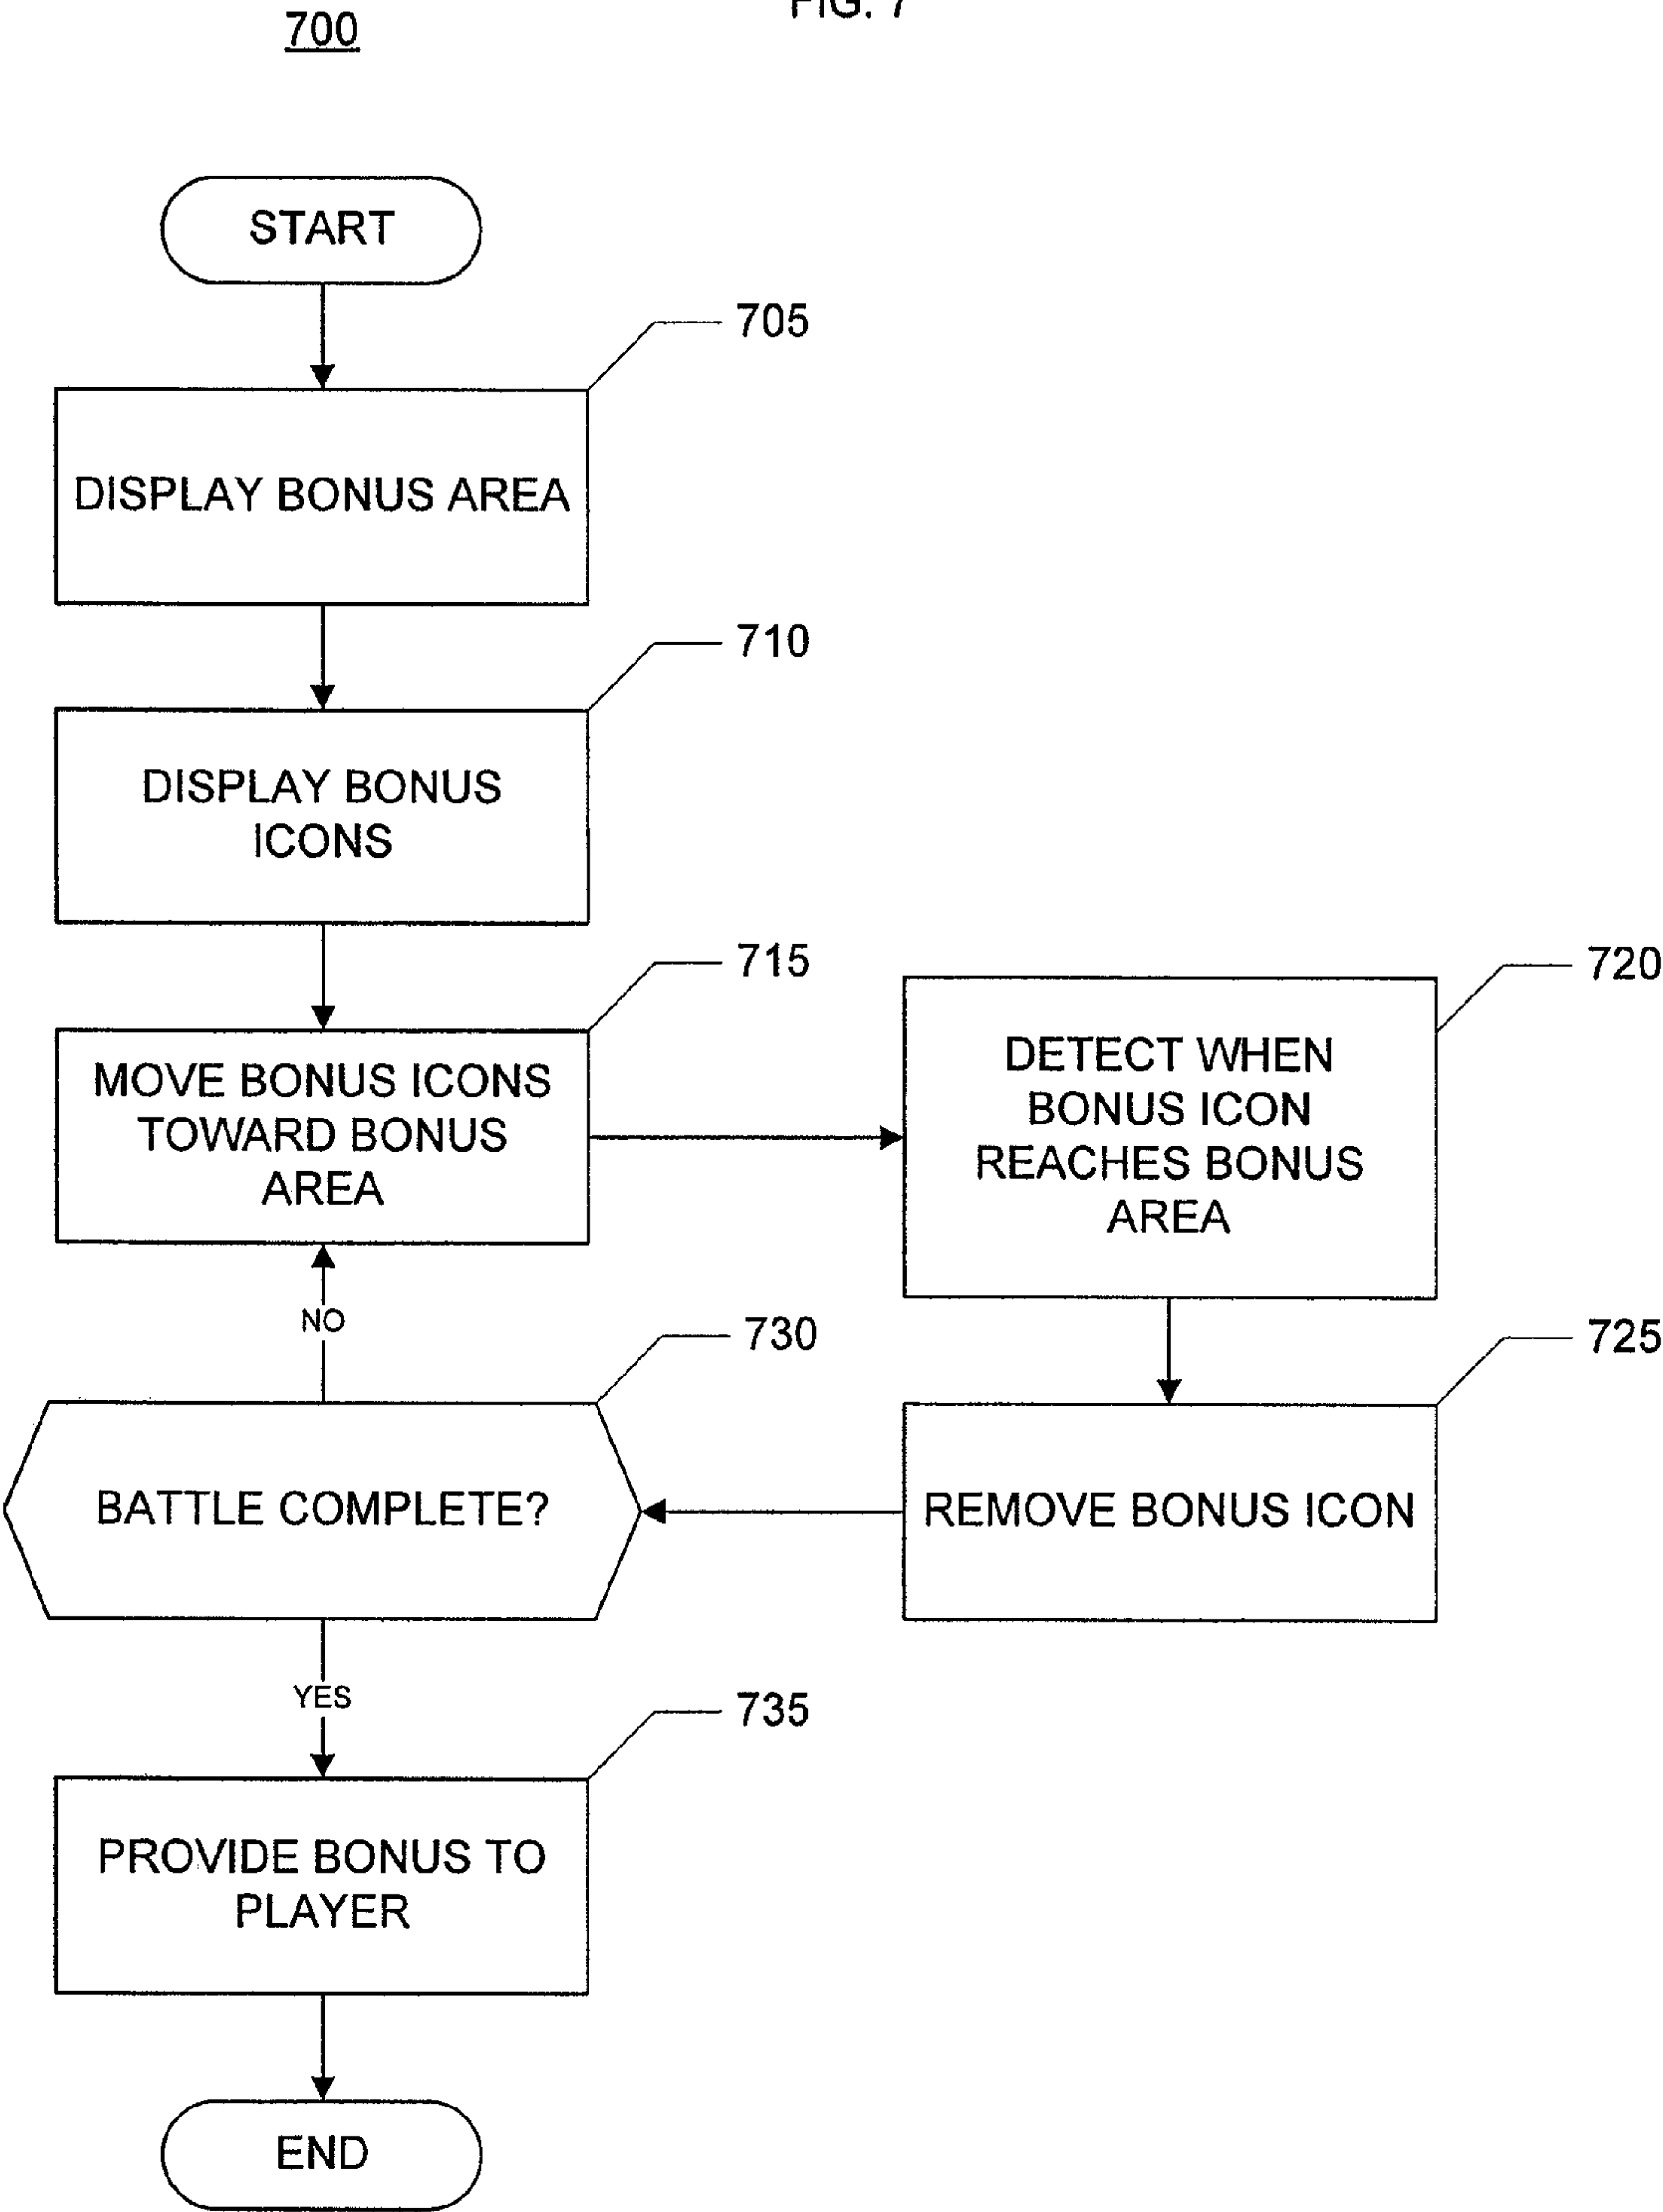 FIG. 7
700
START
705
DISPLAY BONUS AREA
710
DISPLAY BONUS
ICONS
715
MOVE BONUS ICONS
TOWARD BONUS
AREA
720
DETECT WHEN
BONUS ICON
REACHES BONUS
AREA
NO
730
725
BATTLE COMPLETE?
REMOVE BONUS ICON
YES
735
PROVIDE BONUS TO
PLAYER
END